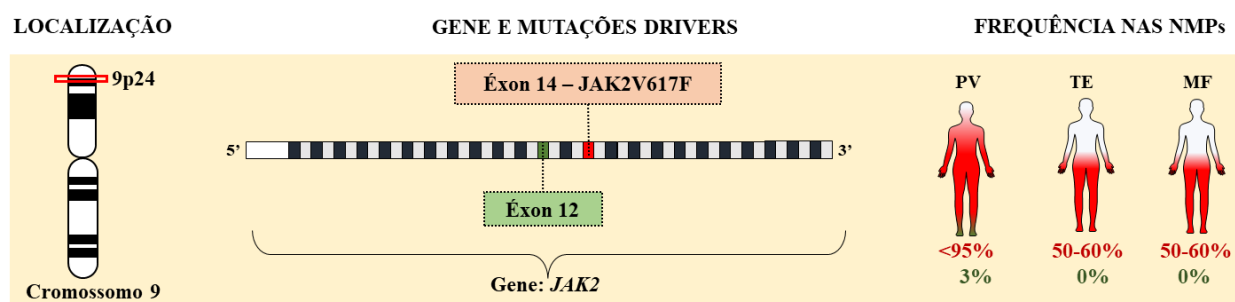 LOCALIZAÇÃO
GENE E MUTAÇÕES DRIVERS
FREQUÊNCIA NAS NMPs
9p24
Cromossomo 9
Éxon 14 – JAK2V617F
5’
3’
Éxon 12
Gene: JAK2
PV
TE
MF
<95%
50-60%
50-60%
3%
0%
0%